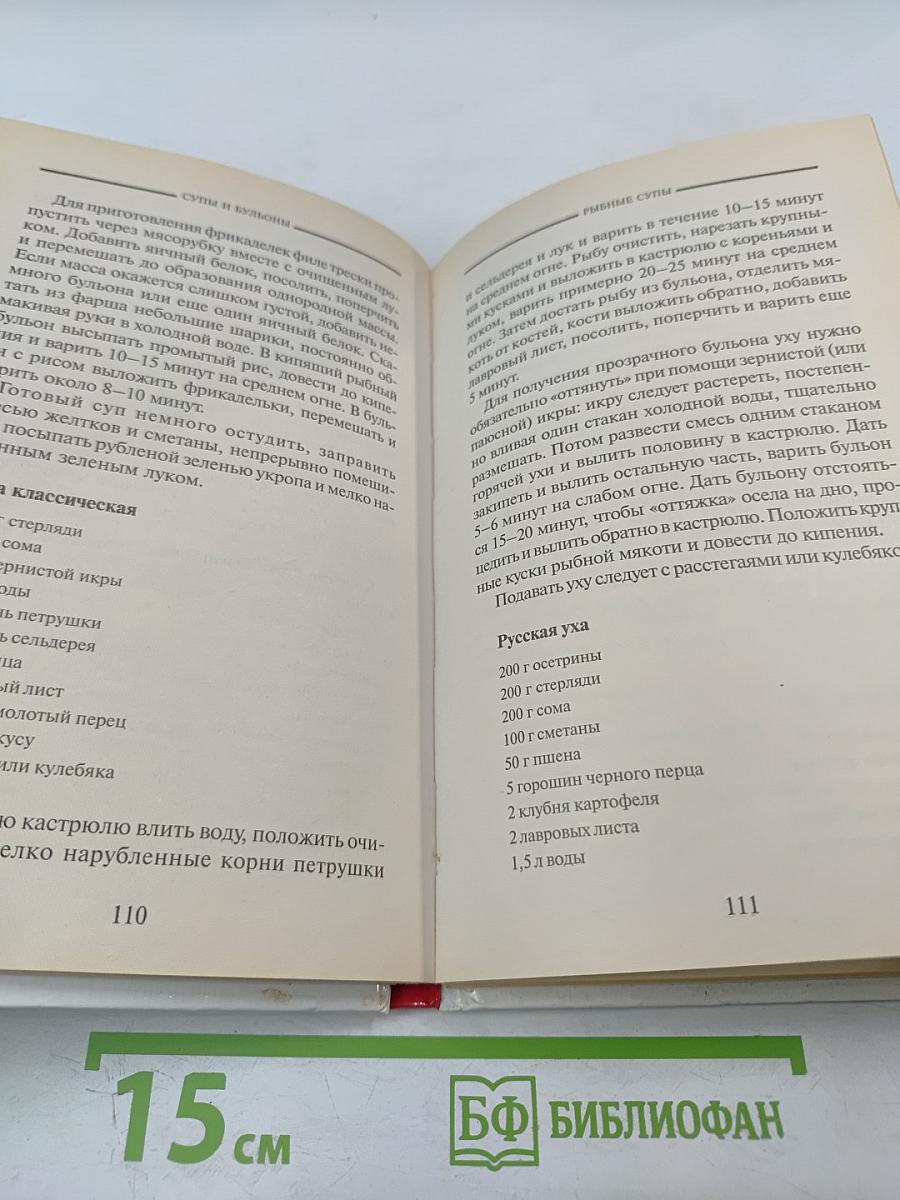 СУПЫ И БУЛЬОНЫ
Для приготовления фрикаделек филе трески про-
пустить через мясорубку вместе с очищенным лу-
ком. Добавить яичный белок, посолить, поперчить
и перемешать до образования однородной массы.
Если масса окажется слишком густой, добавить не-
много бульона или еще один яичный белок. Ска-
тать из фарша небольшие шарики, постоянно об-
макивая руки в холодной воде. В кипящий рыбный
бульон высыпать промытый рис, довести до кипе-
ния и варить 10–15 минут на среднем огне. В буль-
н с рисом выложить фрикадельки, перемешать и
рить около 8–10 минут.
Готовый суп немного остудить, заправить
есью желтков и сметаны, непрерывно помеши-
посыпать рубленой зеленью укропа и мелко на-
нным зеленым луком.
а классическая
г стерляди
сома
ернистой икры
оды
нь петрушки
ь сельдерея
ца
ый лист
молотый перец
кусу
или кулебяка
ю кастрюлю влить воду, положить очи-
елко нарубленные корни петрушки
110
РЫБНЫЕ СУПЫ
и сельдерея и лук и варить в течение 10–15 минут
на среднем огне. Рыбу очистить, нарезать крупны-
ми кусками и выложить в кастрюлю с кореньями и
луком, варить примерно 20–25 минут на среднем
огне. Затем достать рыбу из бульона, отделить мя-
коть от костей, кости выложить обратно, добавить
лавровый лист, посолить, поперчить и варить еще
5 минут.
Для получения прозрачного бульона уху нужно
обязательно «оттянуть» при помощи зернистой (или
паюсной) икры: икру следует растереть, постепен-
но вливая один стакан холодной воды, тщательно
размешать. Потом развести смесь одним стаканом
горячей ухи и вылить половину в кастрюлю. Дать
закипеть и вылить остальную часть, варить бульон
5–6 минут на слабом огне. Дать бульону отстоять-
ся 15–20 минут, чтобы «оттяжка» осела на дно, про-
цедить и вылить обратно в кастрюлю. Положить круп
ные куски рыбной мякоти и довести до кипения.
Подавать уху следует с расстегаями или кулебяко
Русская уха
200 г осетрины
200 г стерляди
200 г сома
100 г сметаны
50 г пшена
5 горошин черного перца
2 клубня картофеля
2 лавровых листа
1,5 л воды
111
15 см
БФ БИБЛИОФАН